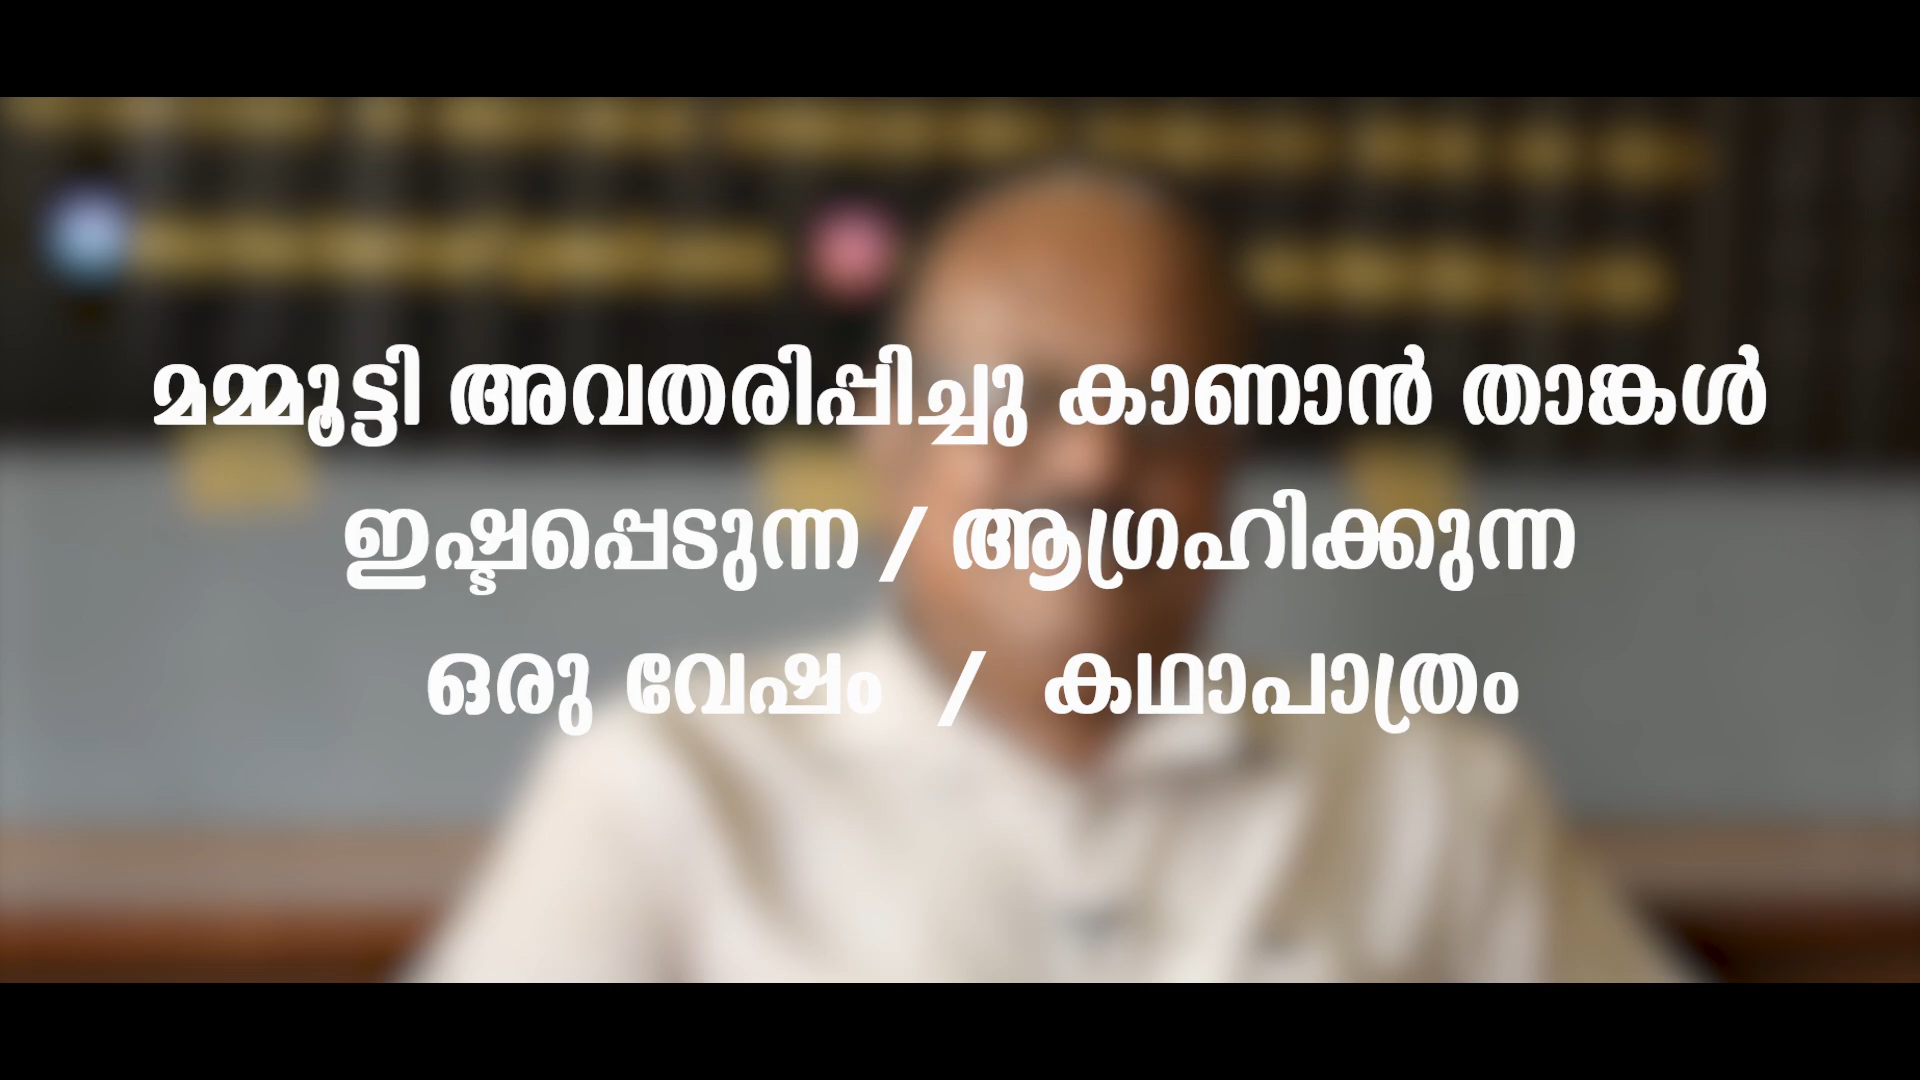 മമ്മൂട്ടി അവതരിപ്പിച്ചു കാണാൻ താങ്കൾ
ഇഷ്ടപ്പെടുന്ന / ആഗ്രഹിക്കുന്ന
ഒരു വേഷം / കഥാപാത്രം